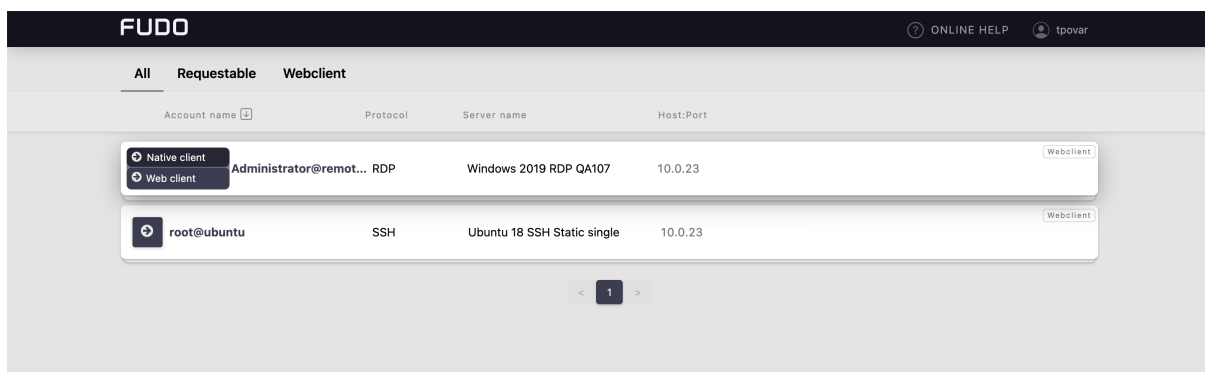 FUDO
? ONLINE HELP tpovar
All Requestable Webclient
Account name Protocol Server name Host:Port
Native client
Web client
Administrator@remot... RDP Windows 2019 RDP QA107 10.0.23
Webclient
root@ubuntu SSH Ubuntu 18 SSH Static single 10.0.23
Webclient
< 1 >